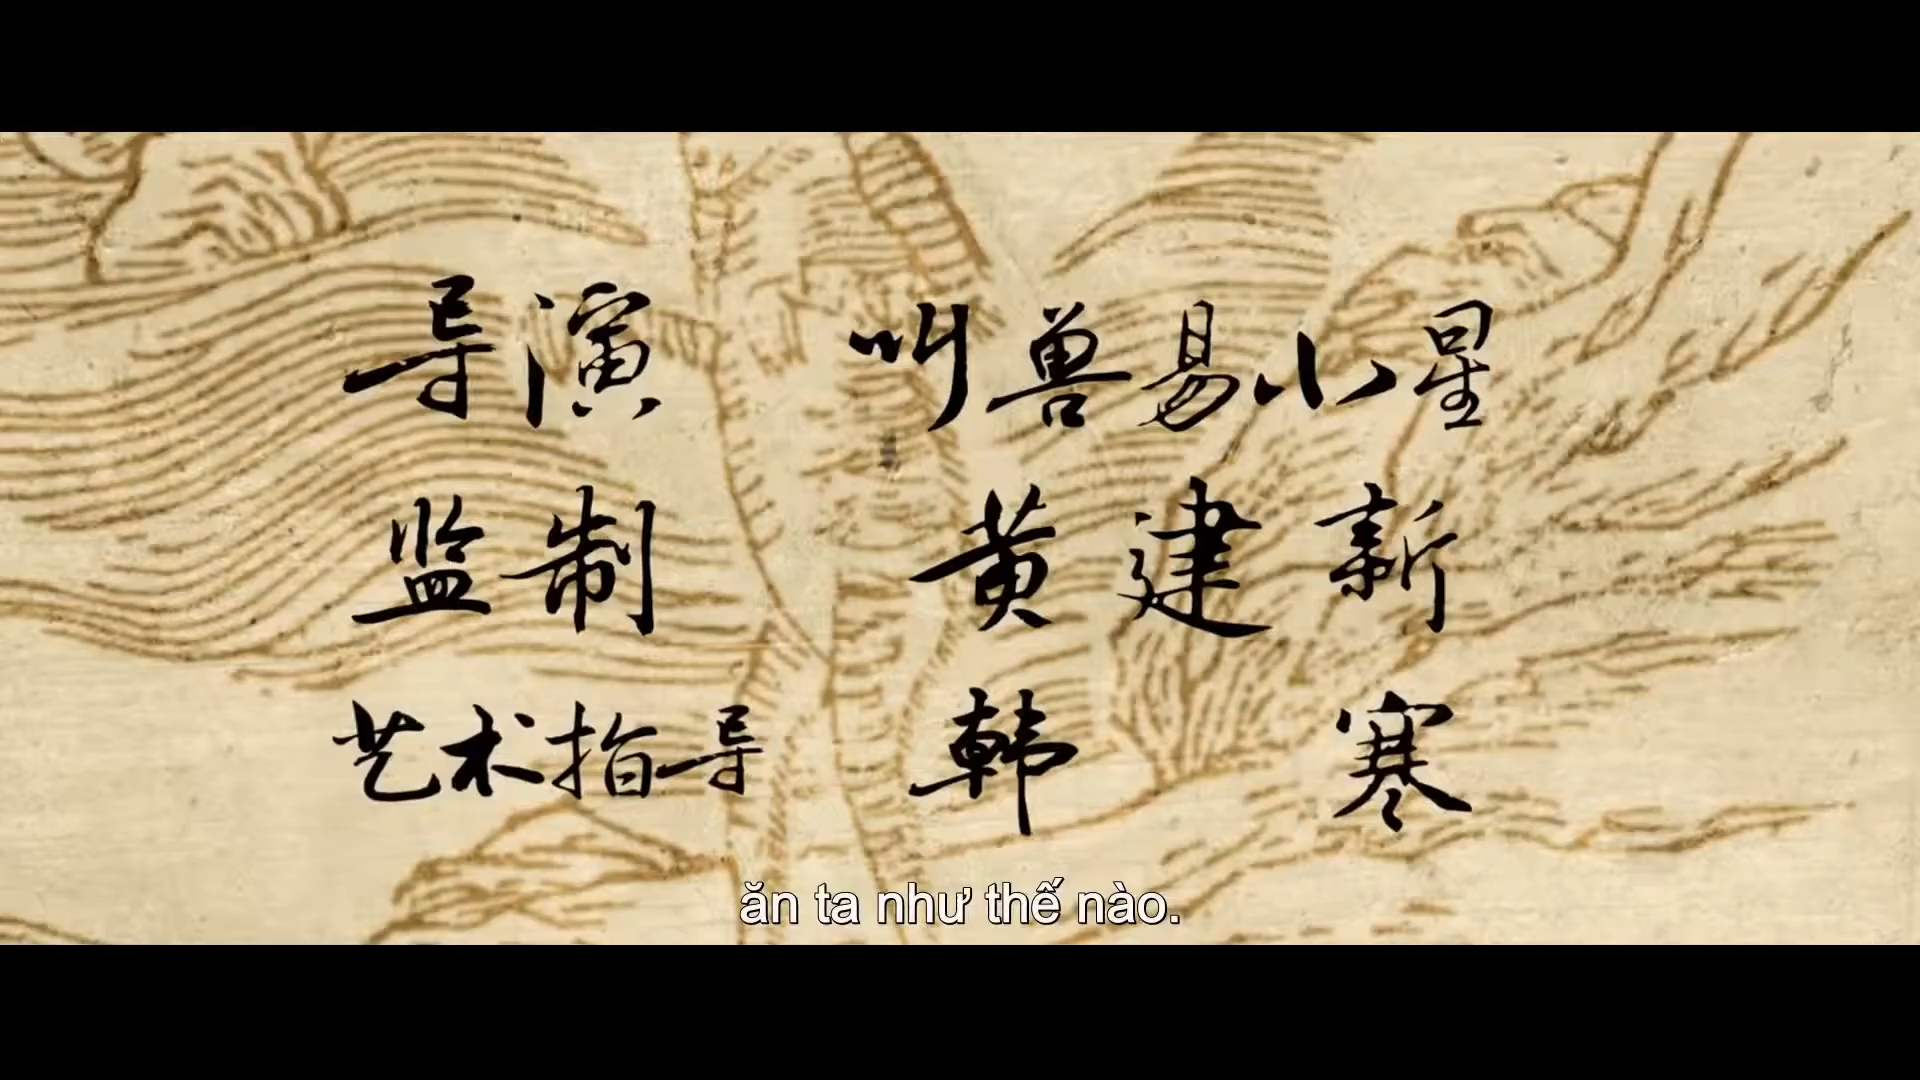 导演 叫兽易小星
监制 黄建新
艺术指导 韩寒
ăn ta như thế nào.